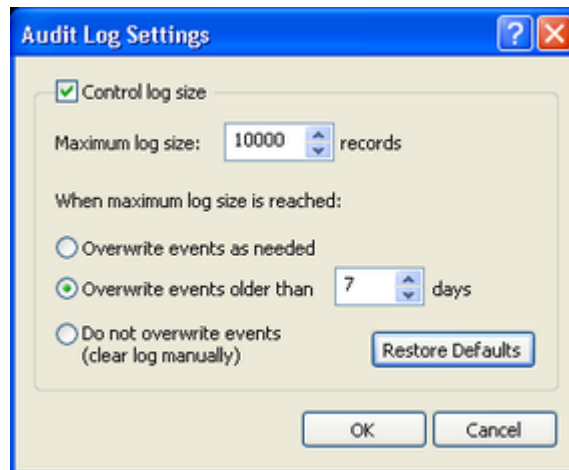 Audit Log Settings
Control log size
Maximum log size: 10000 records
When maximum log size is reached:
Overwrite events as needed
Overwrite events older than 7 days
Do not overwrite events
(clear log manually)
Restore Defaults
OK Cancel